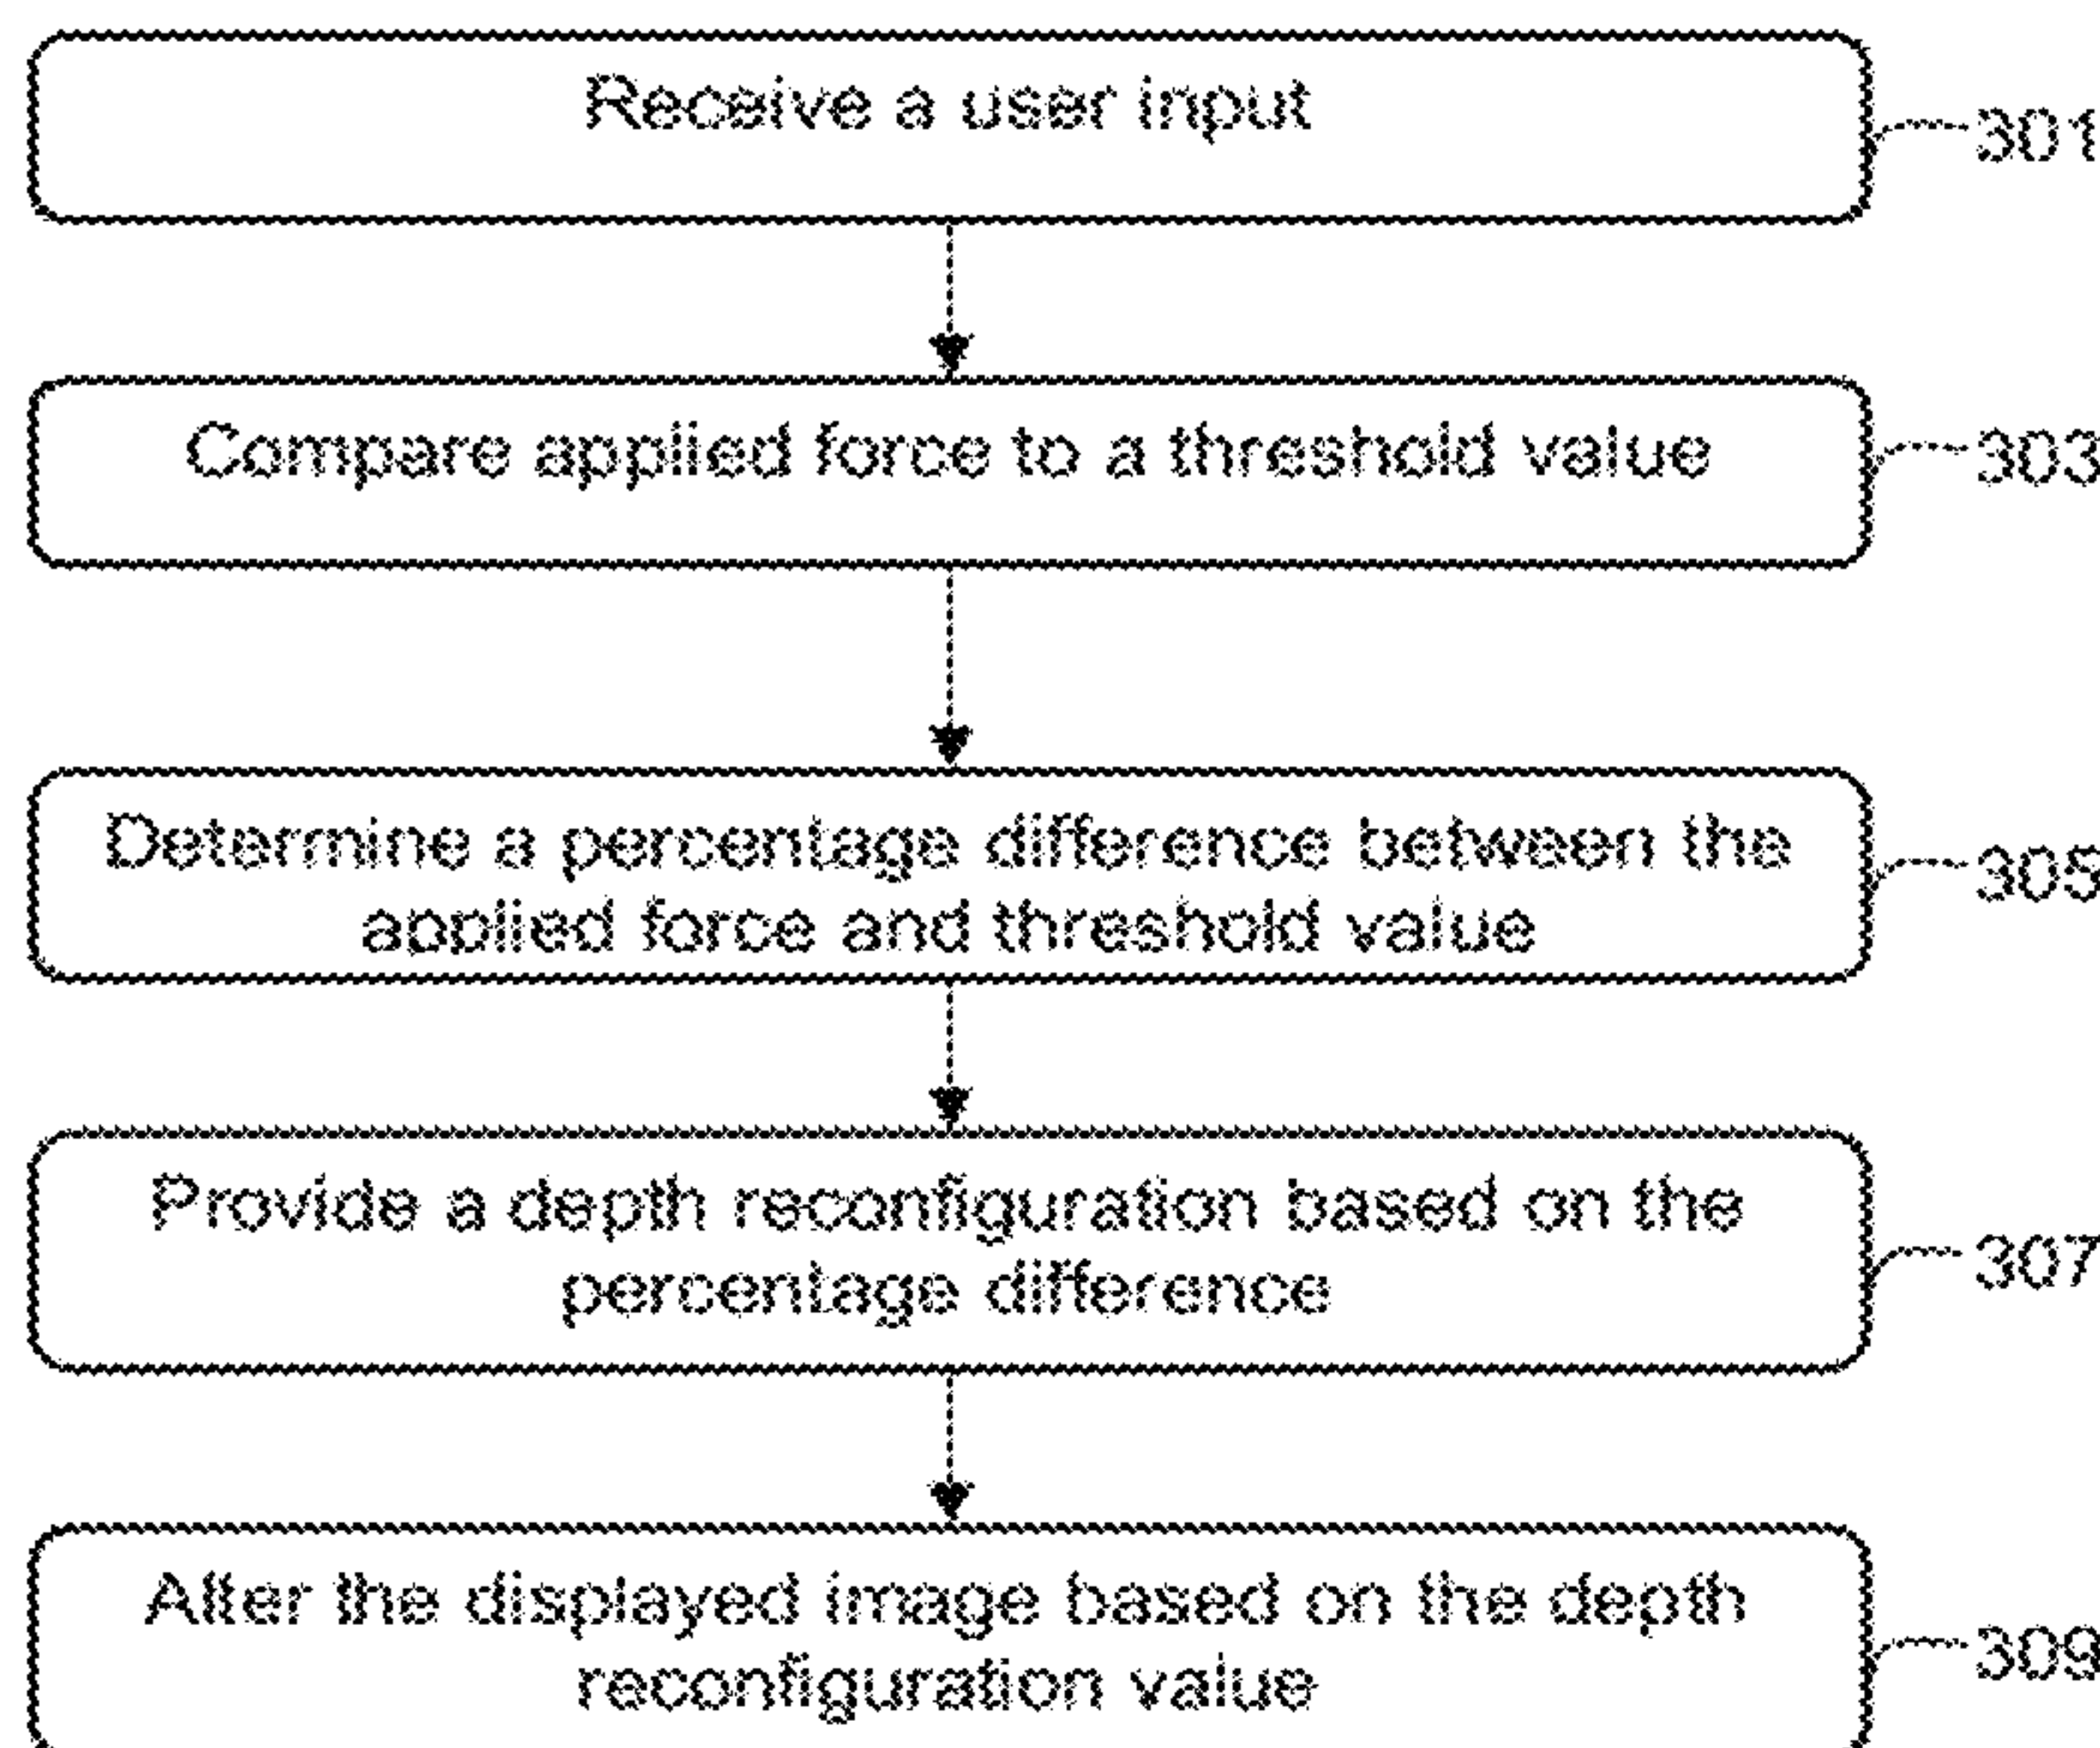 Receive a user input
301
Compare applied force to a threshold value
303
Determine a percentage difference between the
applied force and threshold value
305
Provide a depth reconfiguration based on the
percentage difference
307
Alter the displayed image based on the depth
reconfiguration value
309